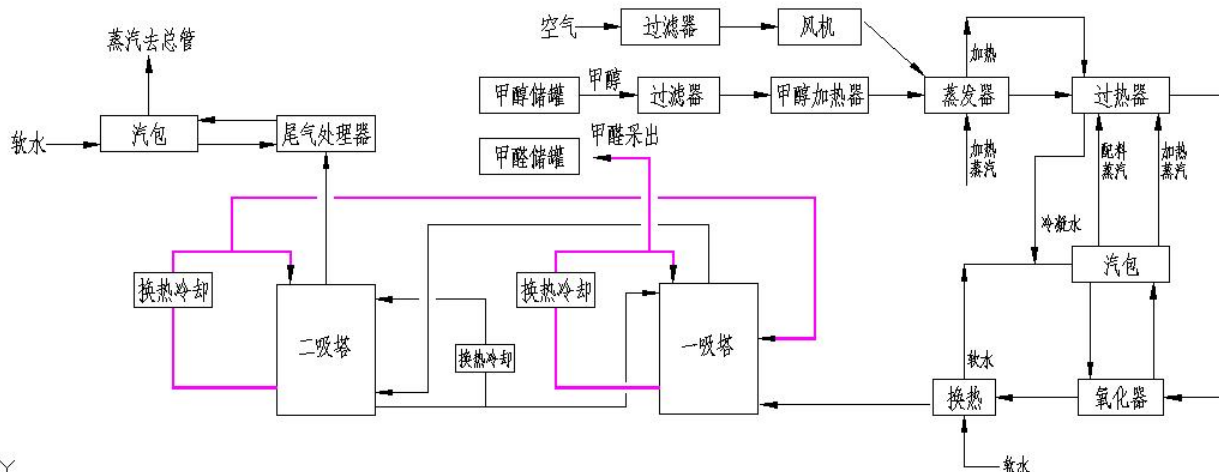 空气
过滤器
风机
蒸汽去总管
加热
甲醇储罐
甲醇
过滤器
甲醇加热器
蒸发器
过热器
软水
汽包
尾气处理器
甲醛采出
甲醛储罐
加热
蒸汽
配料
蒸汽
加热
蒸汽
冷凝水
汽包
换热冷却
换热冷却
二吸塔
一吸塔
换热冷却
软水
换热
氧化器
软水
Y